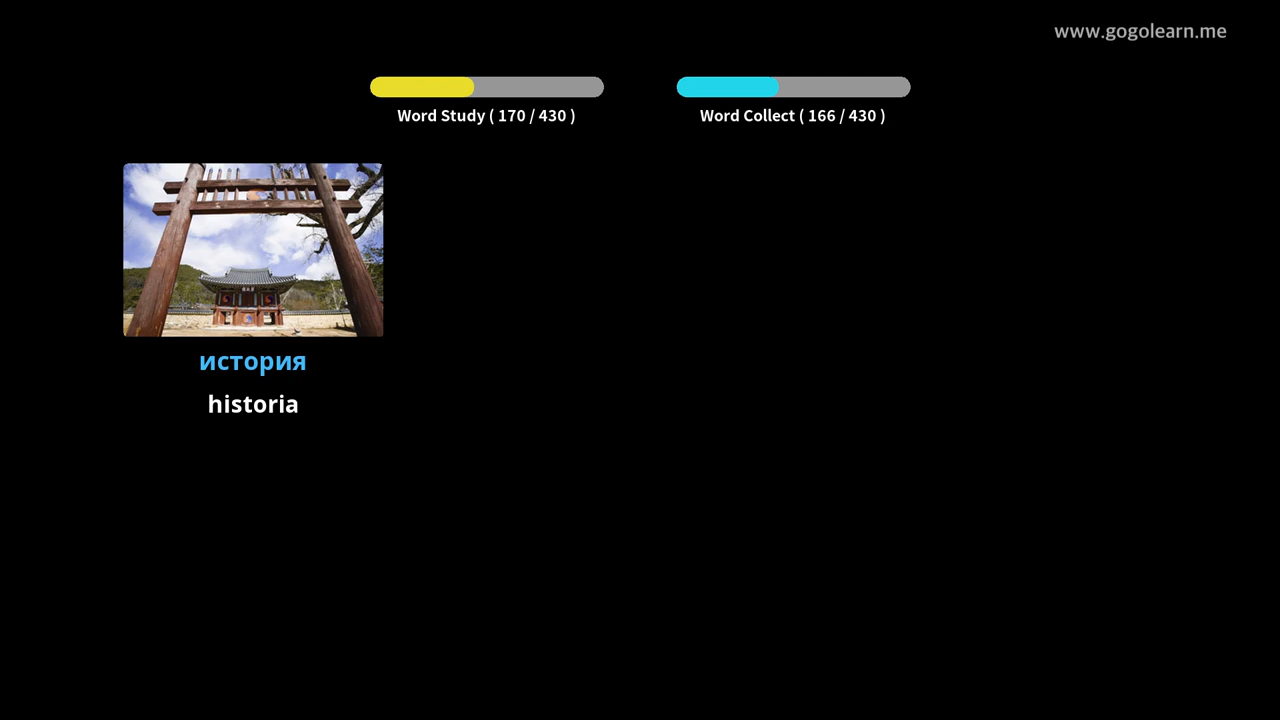 www.gogolearn.me
Word Study ( 170 / 430 )
Word Collect ( 166 / 430 )
история
historia